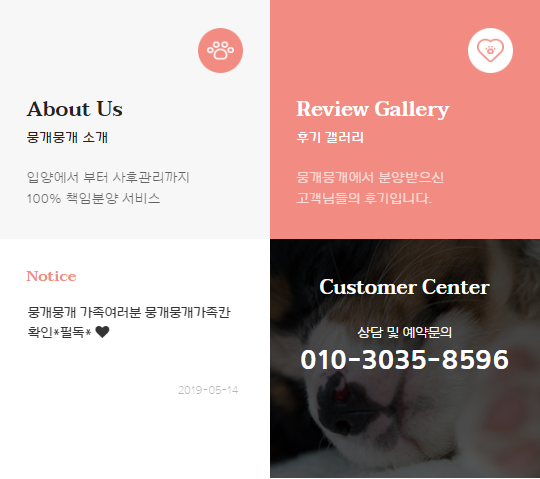 About Us
뭉개뭉개 소개
입양에서 부터 사후관리까지
100% 책임분양 서비스
Review Gallery
후기 갤러리
뭉개뭉개에서 분양받으신
고객님들의 후기입니다.
Notice
뭉개뭉개 가족여러분 뭉개뭉개가족칸
확인*필독* ♥
2019-05-14
Customer Center
상담 및 예약문의
010-3035-8596